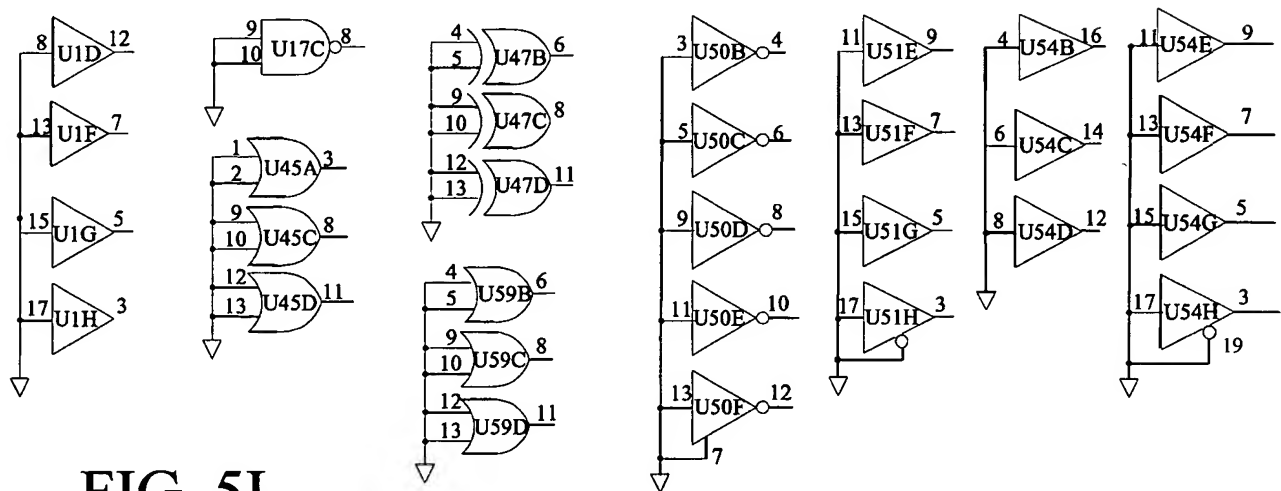 8 U1D 12
13 U1F 7
15 U1G 5
17 U1H 3
9 10 U17C 8
1 2 U45A 3
9 10 U45C 8
12 13 U45D 11
4 5 U47B 6
9 10 U47C 8
12 13 U47D 11
4 5 U59B 6
9 10 U59C 8
12 13 U59D 11
3 U50B 4
5 U50C 6
9 U50D 8
11 U50E 10
13 U50F 12
7
11 U51E 9
13 U51F 7
15 U51G 5
17 U51H 3
4 U54B 16
6 U54C 14
8 U54D 12
11 U54E 9
13 U54F 7
15 U54G 5
17 U54H 3
19